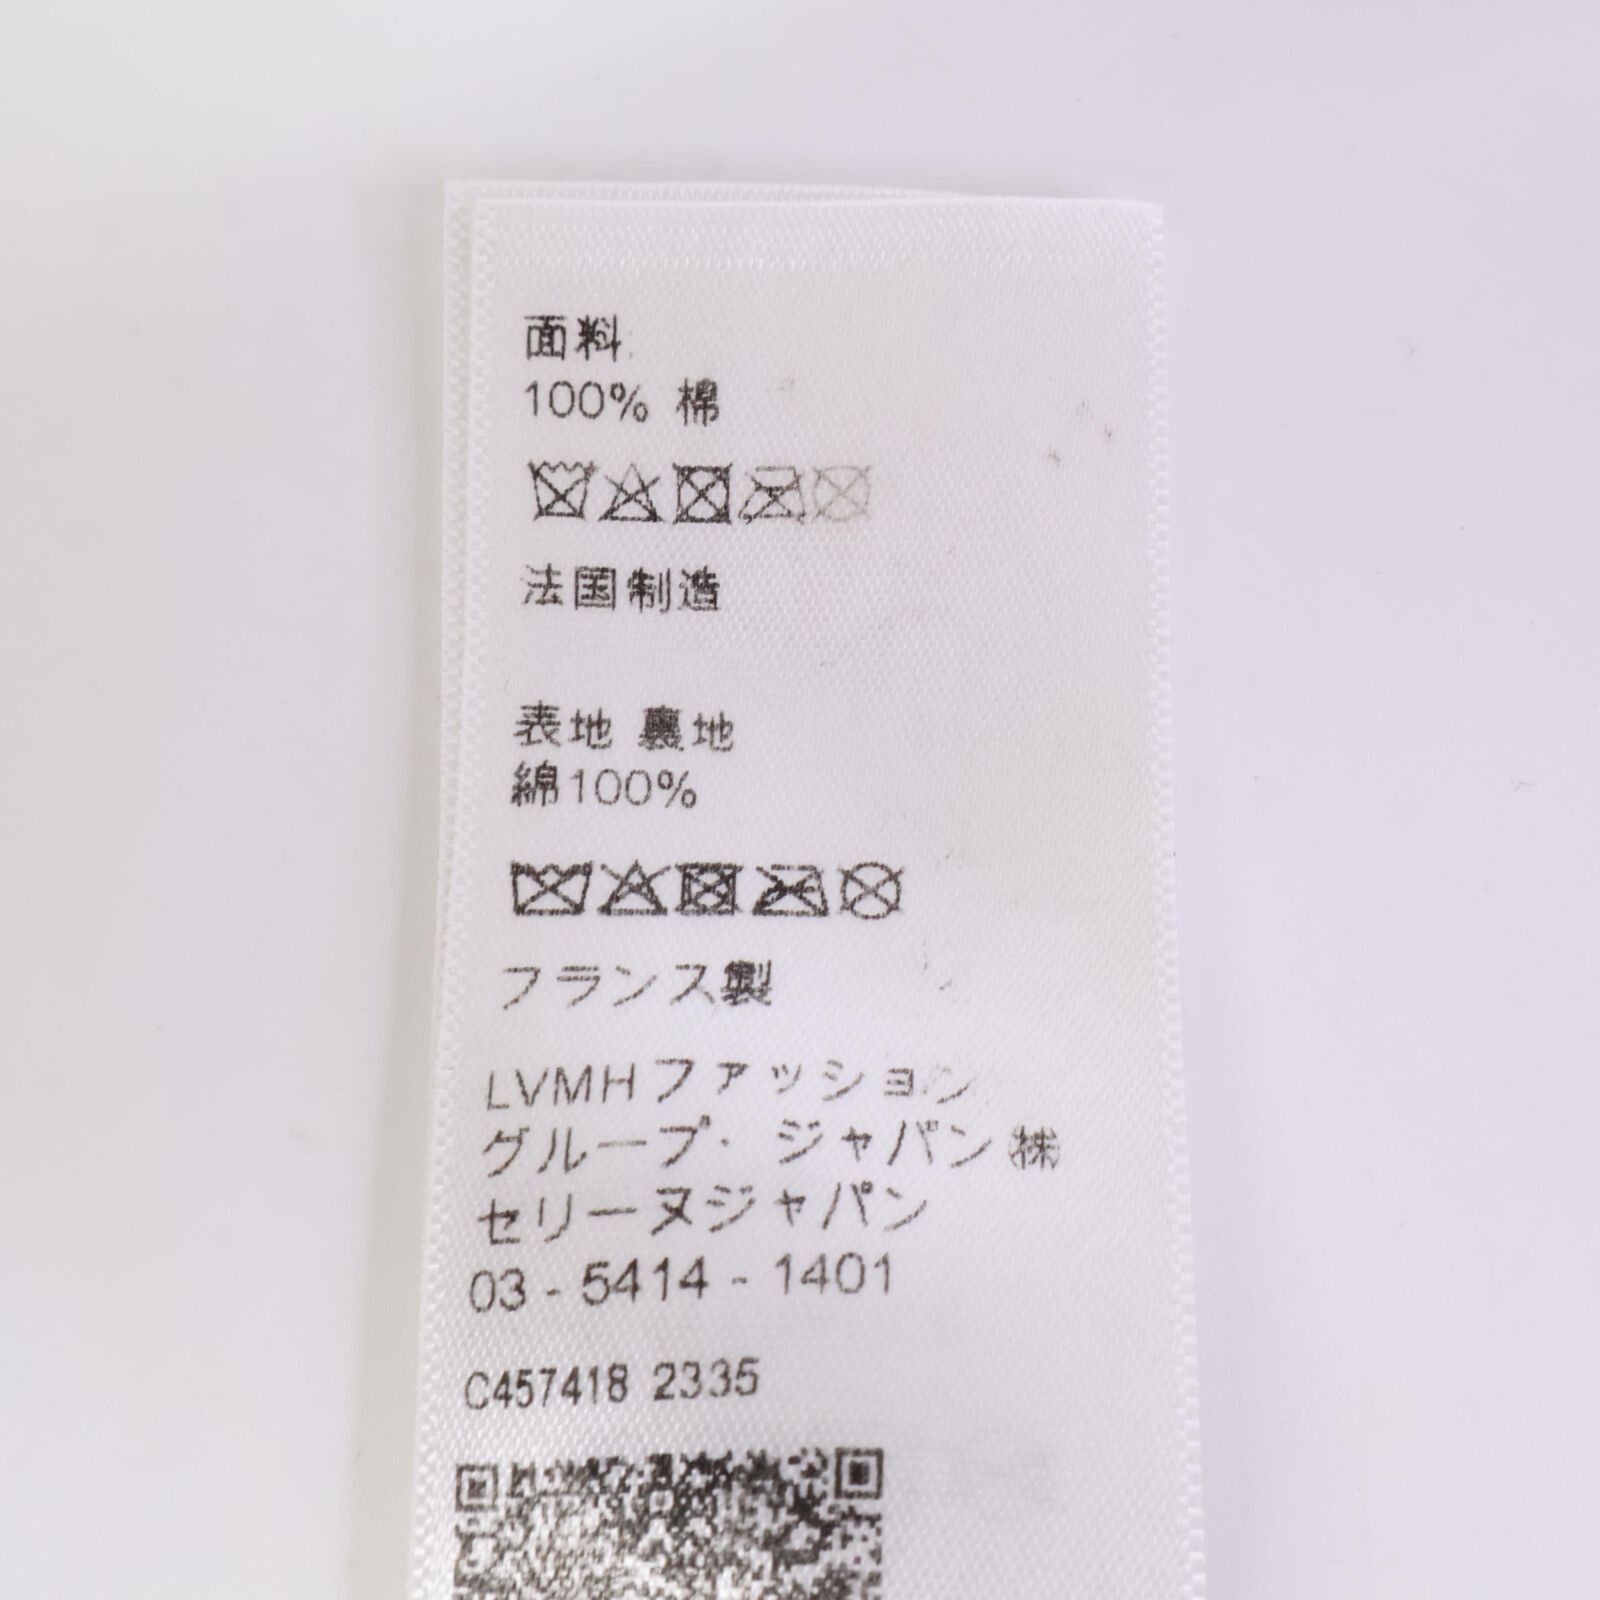 面料
100% 棉
法国制造
表地 裏地
綿100%
フランス製
LVMHファッション
グループ・ジャパン㈱
セリーヌジャパン
03-5414-1401
C457418 2335